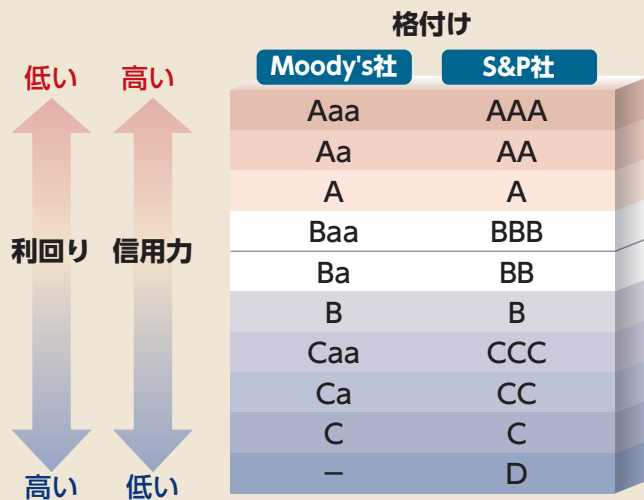 格付け
Moody's社 S&P社
低い 高い
Aaa AAA
Aa AA
A A
Baa BBB
利回り 信用力
Ba BB
B B
Caa CCC
Ca CC
C C
– D
高い 低い